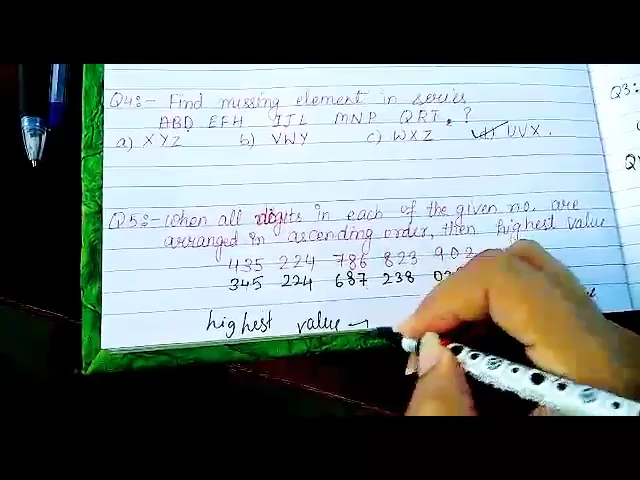 Q4:- Find missing element in series
ABD EFH IJL MNP QRT, ?
a) XYZ b) VWY c) WXZ d) UVX.
Q5:- When all digits in each of the given no. are
arranged in ascending order, then highest value
435 224 786 823 902
345 224 687 238
highest value →
Q3: